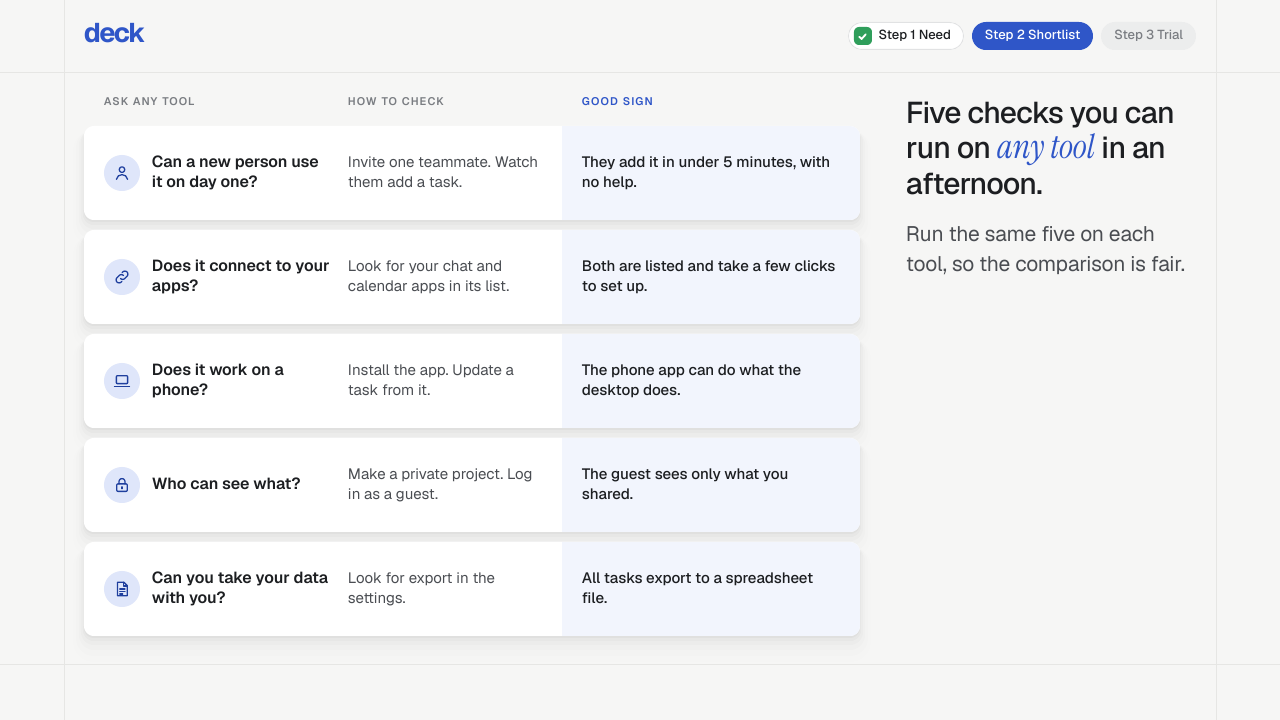 deck
Step 1 Need
Step 2 Shortlist
Step 3 Trial
ASK ANY TOOL
HOW TO CHECK
GOOD SIGN
Can a new person use
it on day one?
Invite one teammate. Watch
them add a task.
They add it in under 5 minutes, with
no help.
Does it connect to your
apps?
Look for your chat and
calendar apps in its list.
Both are listed and take a few clicks
to set up.
Does it work on a
phone?
Install the app. Update a
task from it.
The phone app can do what the
desktop does.
Who can see what?
Make a private project. Log
in as a guest.
The guest sees only what you
shared.
Can you take your data
with you?
Look for export in the
settings.
All tasks export to a spreadsheet
file.
Five checks you can
run on any tool in an
afternoon.
Run the same five on each
tool, so the comparison is fair.